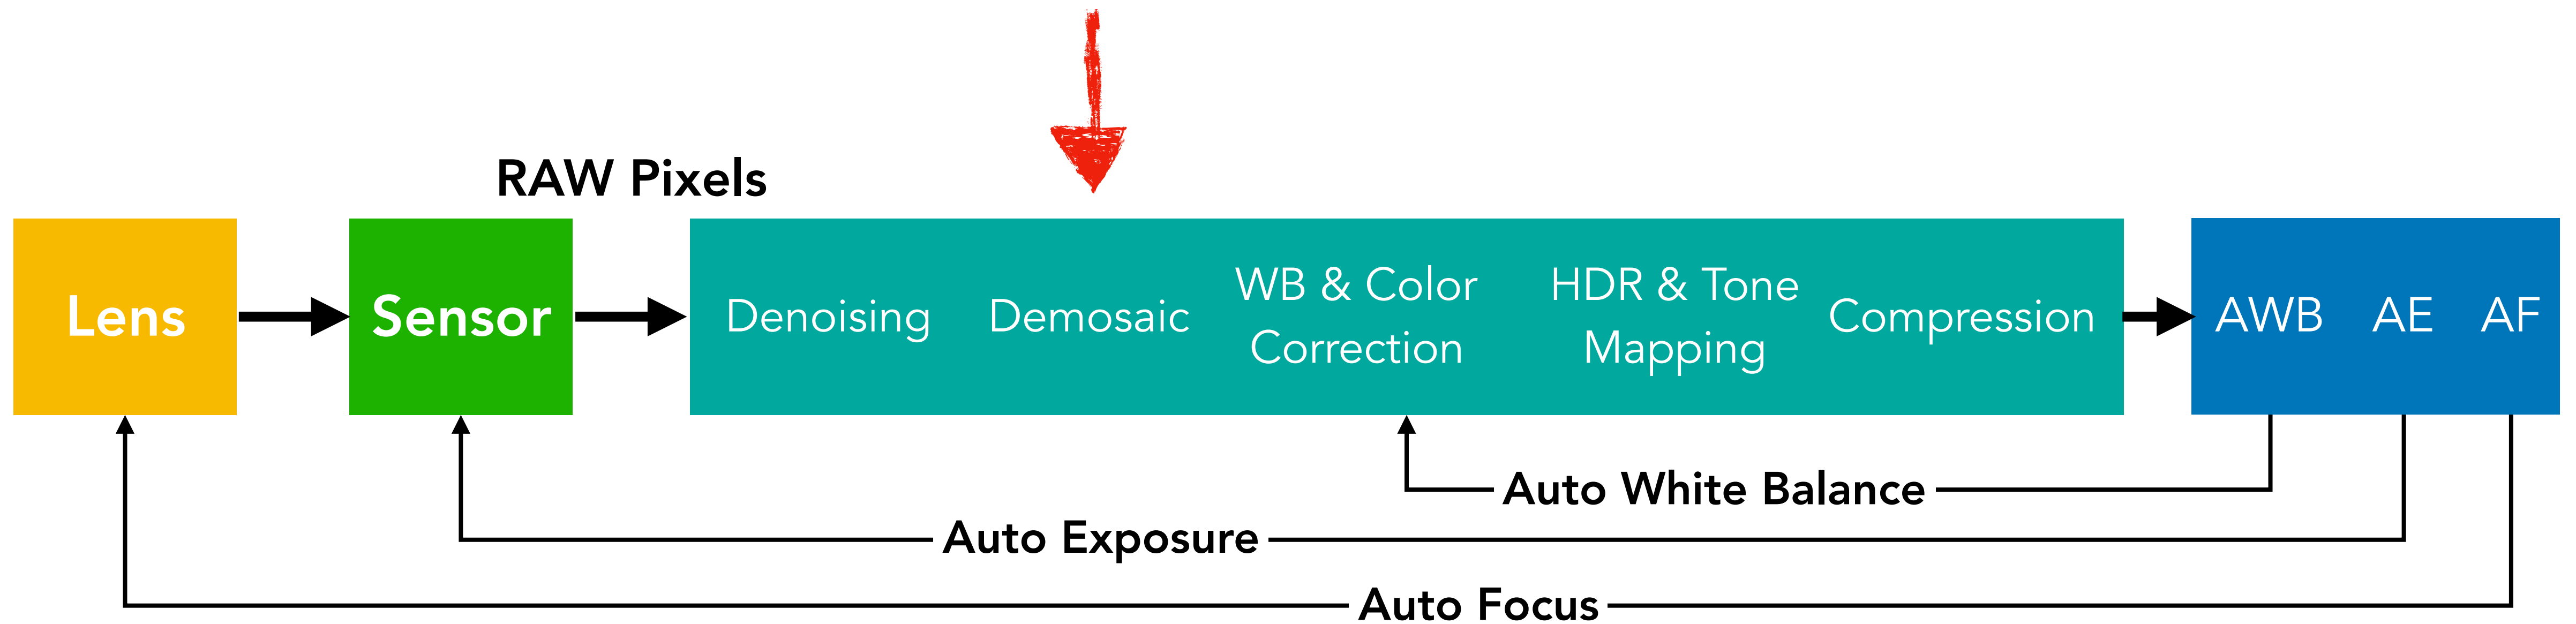 RAW Pixels
Lens
Sensor
Denoising
Demosaic
WB & Color
Correction
HDR & Tone
Mapping
Compression
AWB
AE
AF
Auto White Balance
Auto Exposure
Auto Focus